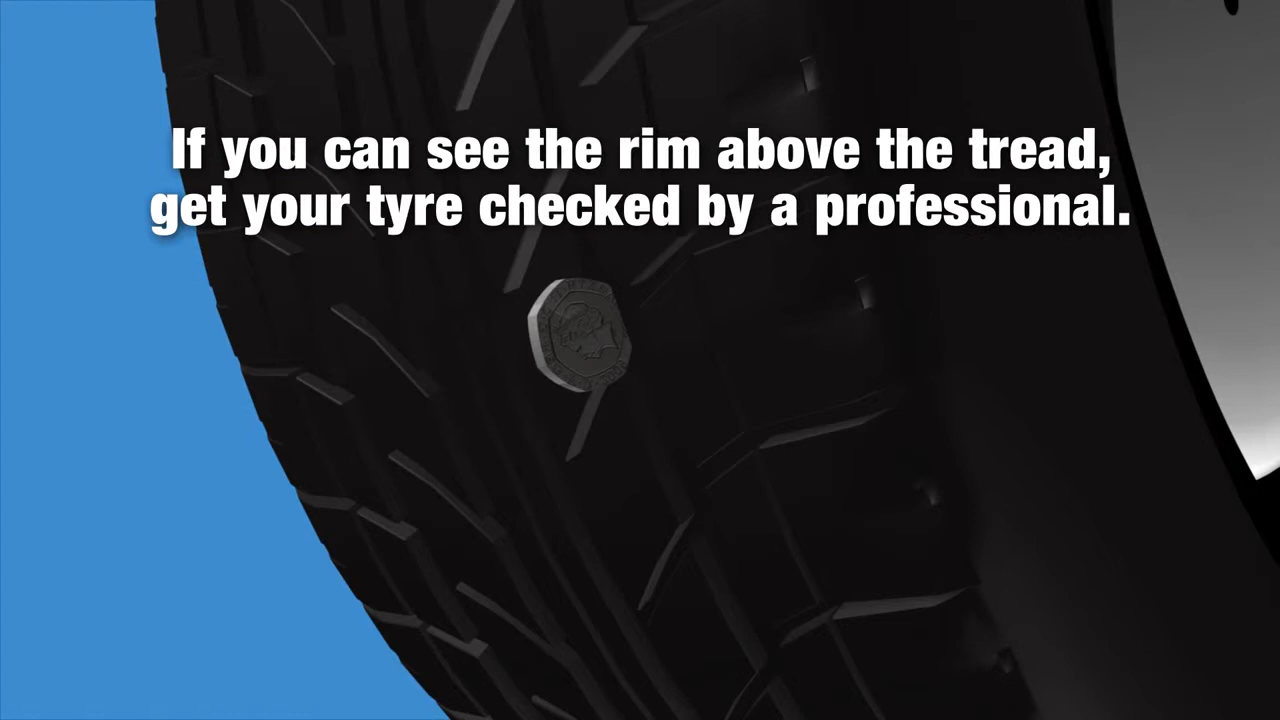 If you can see the rim above the tread,
get your tyre checked by a professional.